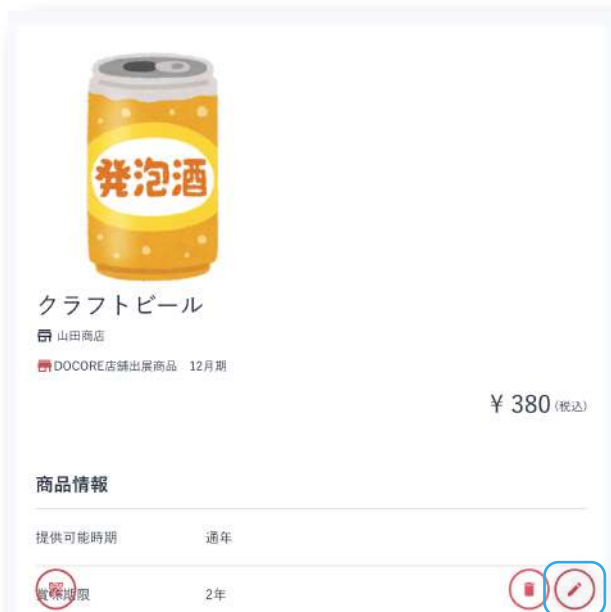 発泡酒
クラフトビール
山田商店
DOCORE店舗出展商品 12月期
¥ 380 (税込)
商品情報
提供可能時期 通年
賞味期限 2年